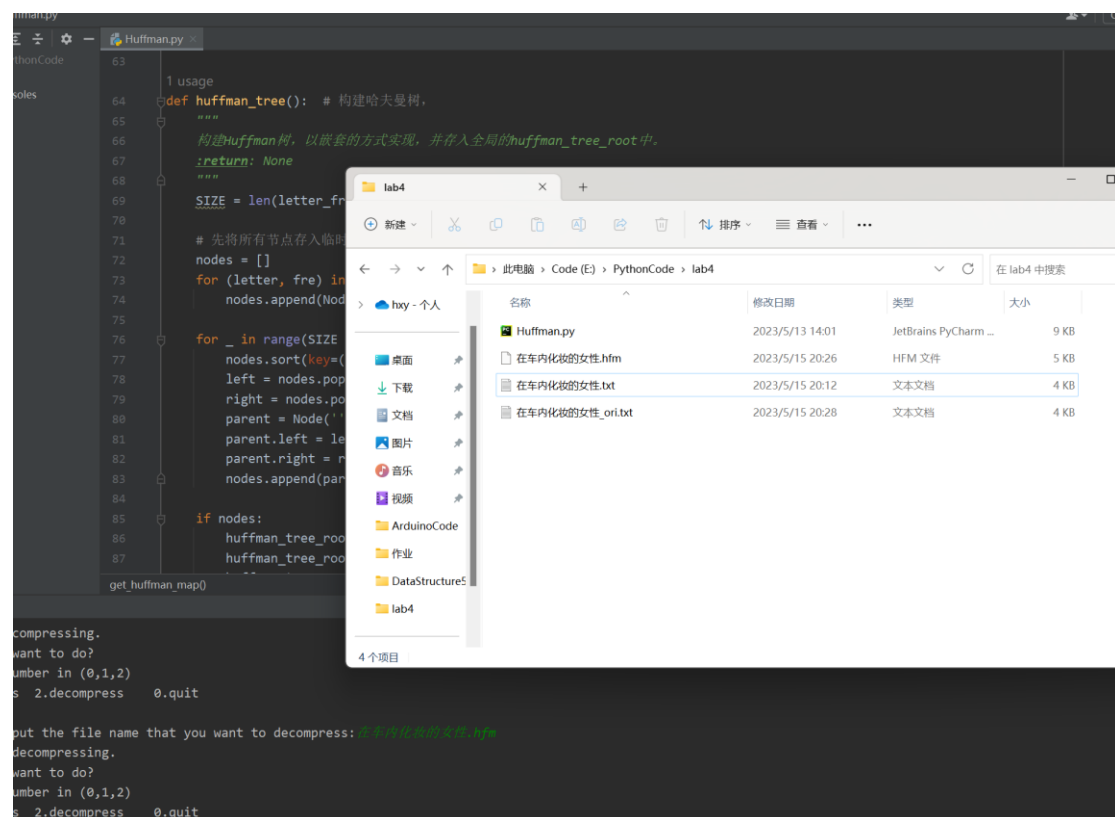 ffman.py
Huffman.py
thonCode
soles
63
1 usage
64 def huffman_tree():  # 构建哈夫曼树，
65 """
66 构建Huffman树，以嵌套的方式实现，并存入全局的huffman_tree_root中。
67 :return: None
68 """
69 SIZE = len(letter_fr
70
71 # 先将所有节点存入临时
72 nodes = []
73 for (letter, fre) in
74 nodes.append(Nod
75
76 for _ in range(SIZE
77 nodes.sort(key=(
78 left = nodes.pop
79 right = nodes.po
80 parent = Node(''
81 parent.left = le
82 parent.right = r
83 nodes.append(par
84
85 if nodes:
86 huffman_tree_roo
87 huffman_tree_roo
get_huffman_map()
lab4
新建 排序 查看
此电脑 › Code (E:) › PythonCode › lab4 在 lab4 中搜索
hxy - 个人
桌面
下载
文档
图片
音乐
视频
ArduinoCode
作业
DataStructure5
lab4
名称 修改日期 类型 大小
Huffman.py 2023/5/13 14:01 JetBrains PyCharm ... 9 KB
在车内化妆的女性.hfm 2023/5/15 20:26 HFM 文件 5 KB
在车内化妆的女性.txt 2023/5/15 20:12 文本文档 4 KB
在车内化妆的女性_ori.txt 2023/5/15 20:28 文本文档 4 KB
4 个项目
compressing.
want to do?
umber in (0,1,2)
s 2.decompress 0.quit
put the file name that you want to decompress:在车内化妆的女性.hfm
decompressing.
want to do?
umber in (0,1,2)
s 2.decompress 0.quit